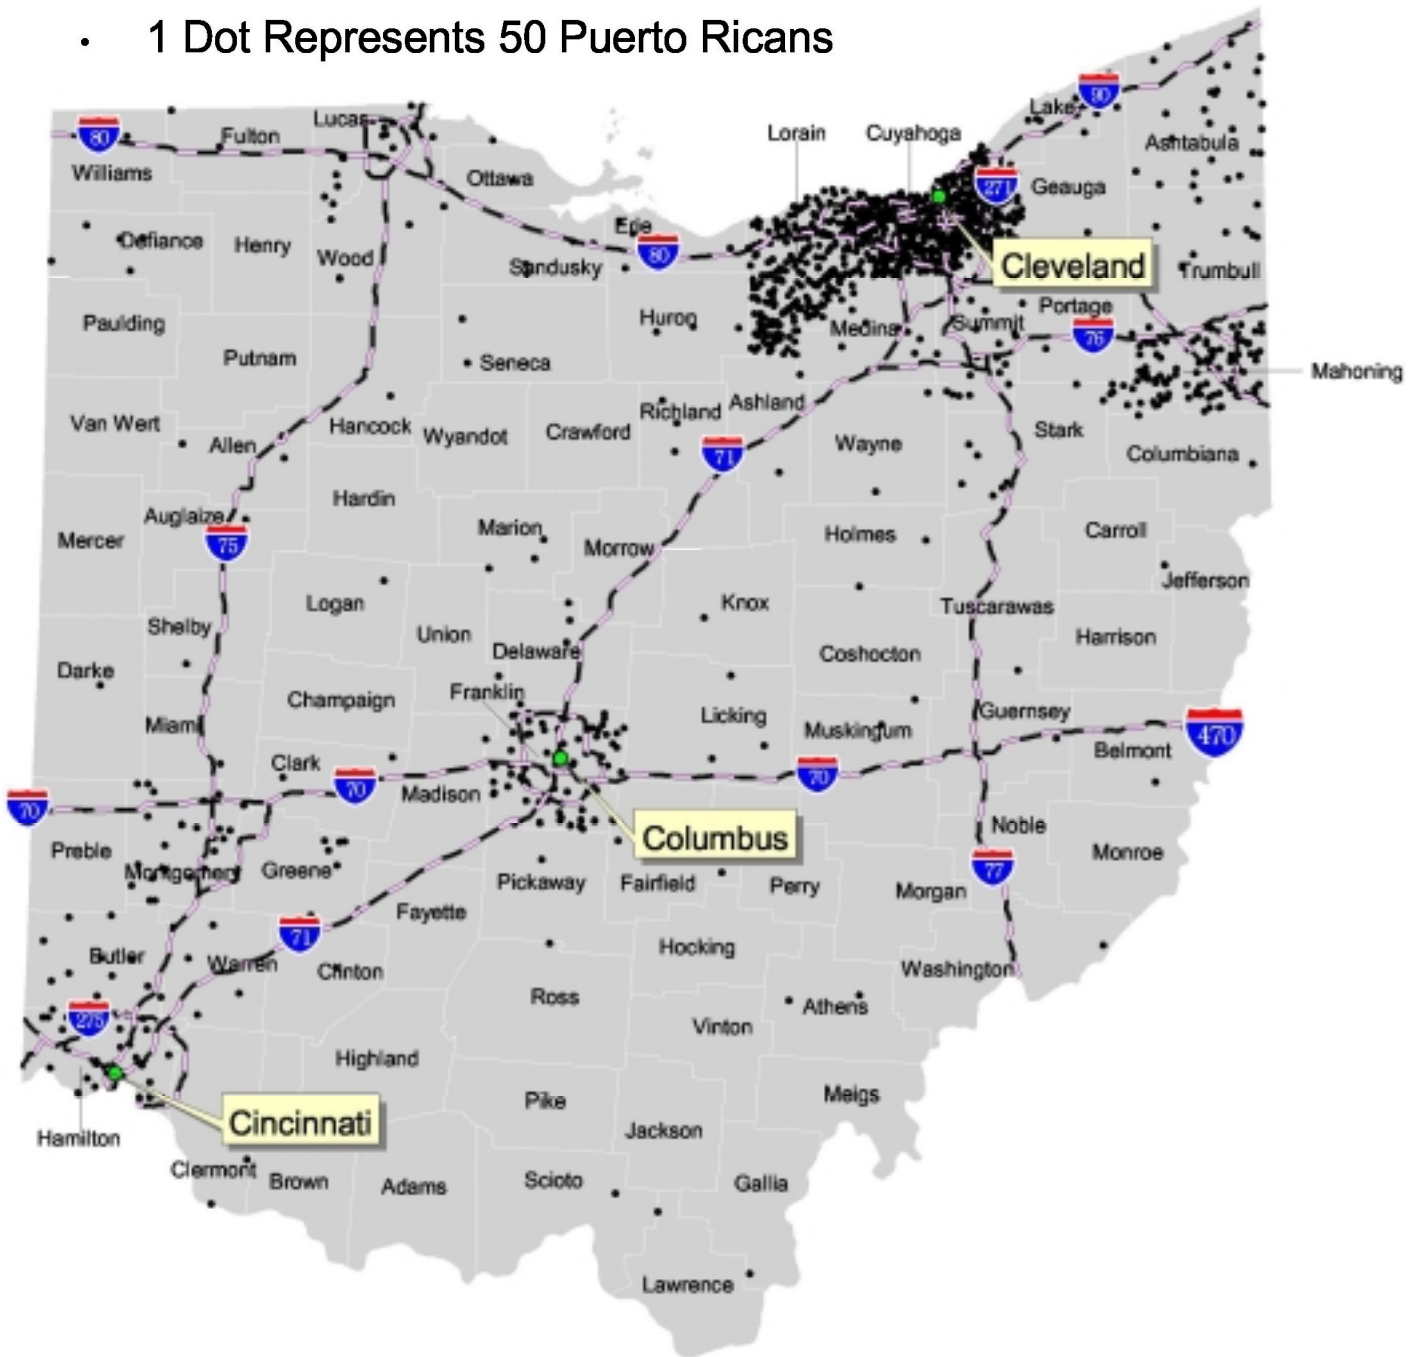 • 1 Dot Represents 50 Puerto Ricans
90
Lake
Lucas
80
Fulton
Lorain
Cuyahoga
Ashtabula
Williams
Ottawa
271
Geauga
Erie
Defiance
Henry
Wood
80
Sandusky
Cleveland
Trumbull
Paulding
Huron
Medina
Summit
Portage
76
Putnam
Seneca
Mahoning
Van Wert
Allen
Hancock
Wyandot
Crawford
Richland
Ashland
Wayne
Stark
71
Columbiana
Hardin
Auglaize
Mercer
75
Marion
Morrow
Holmes
Carroll
Jefferson
Logan
Knox
Tuscarawas
Shelby
Union
Delaware
Harrison
Darke
Coshocton
Champaign
Franklin
Miami
Licking
Muskingum
Guernsey
470
Belmont
Clark
70
70
70
Madison
Columbus
Noble
Preble
Montgomery
Greene
Monroe
Pickaway
Fairfield
Perry
Morgan
77
Fayette
71
Hocking
Butler
Warren
Clinton
Washington
Ross
Athens
275
Vinton
Highland
Pike
Meigs
Cincinnati
Jackson
Hamilton
Clermont
Brown
Adams
Scioto
Gallia
Lawrence